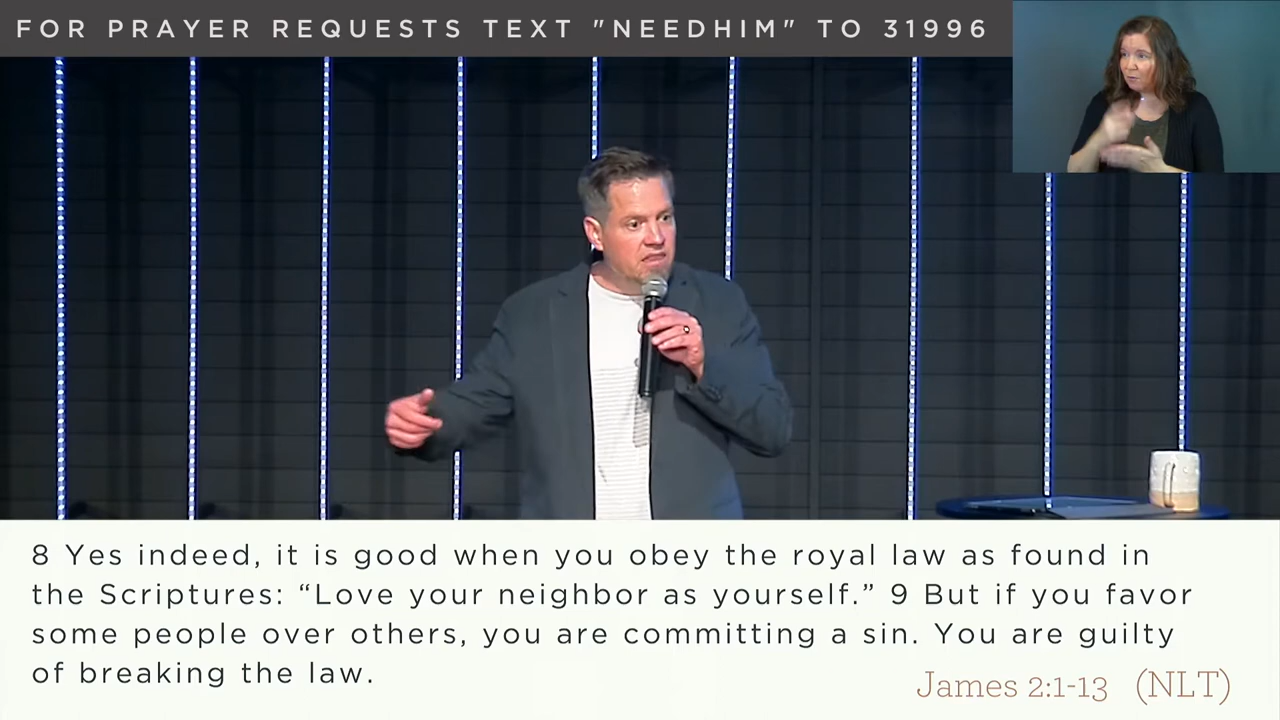 FOR PRAYER REQUESTS TEXT "NEEDHIM" TO 31996
8 Yes indeed, it is good when you obey the royal law as found in
the Scriptures: “Love your neighbor as yourself.” 9 But if you favor
some people over others, you are committing a sin. You are guilty
of breaking the law.
James 2:1-13 (NLT)